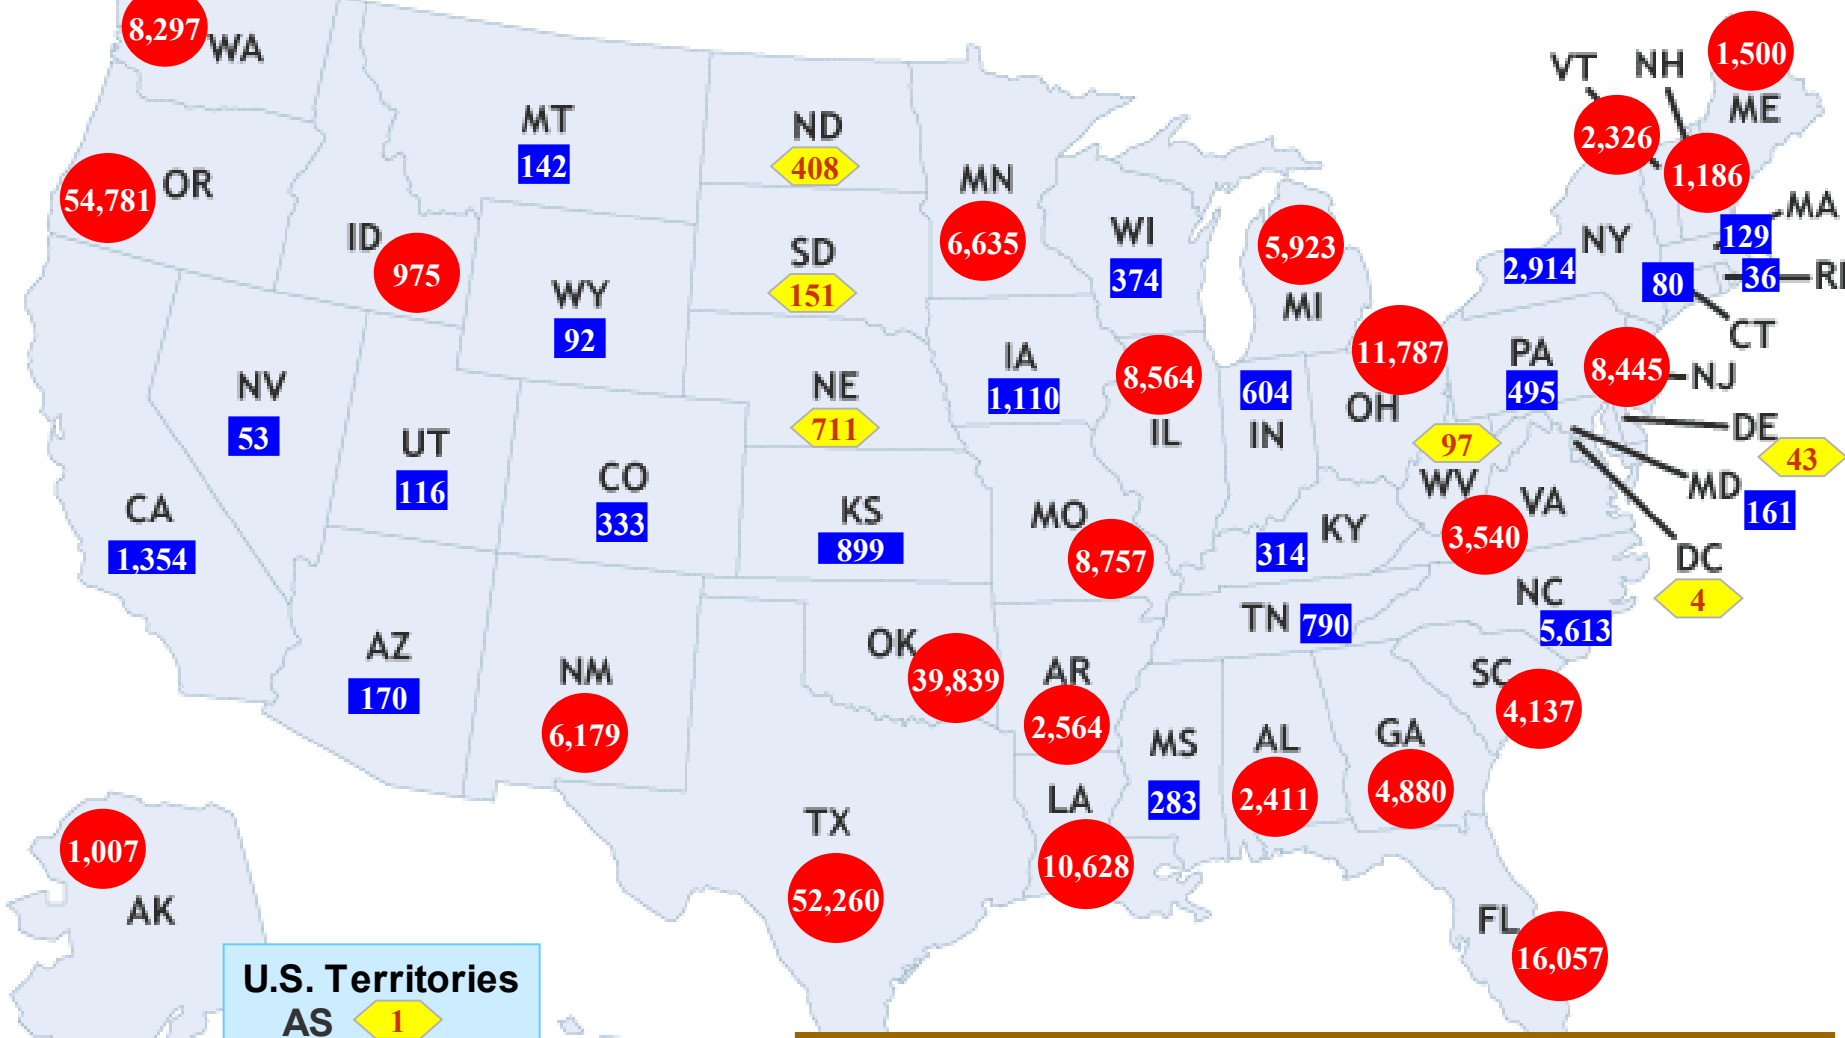 8,297
WA
54,781
OR
ID
975
MT
142
WY
92
ND
408
SD
151
NE
711
MN
6,635
WI
374
IA
1,110
5,923
MI
8,564
IL
604
IN
11,787
OH
VT
NH
1,500
ME
2,326
1,186
MA
129
NY
2,914
80
36
RI
CT
PA
495
8,445
NJ
DE
43
97
WV
MD
161
VA
3,540
DC
4
NV
53
UT
116
CO
333
KS
899
MO
8,757
KY
314
TN
790
NC
5,613
CA
1,354
AZ
170
NM
6,179
OK
39,839
AR
2,564
SC
4,137
MS
283
AL
2,411
GA
4,880
LA
10,628
TX
52,260
FL
16,057
1,007
AK
U.S. Territories
AS
1